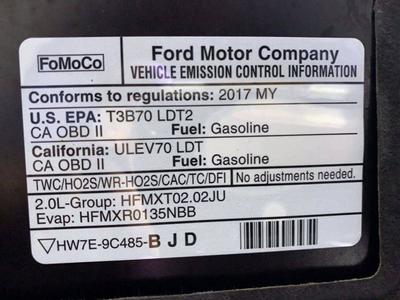 FoMoCo
Ford Motor Company
VEHICLE EMISSION CONTROL INFORMATION
Conforms to regulations: 2017 MY
U.S. EPA: T3B70 LDT2
CA OBD II Fuel: Gasoline
California: ULEV70 LDT
CA OBD II Fuel: Gasoline
TWC/HO2S/WR-HO2S/CAC/TC/DFI No adjustments needed.
2.0L-Group: HFMXT02.02JU
Evap: HFMXR0135NBB
HW7E-9C485-BJD